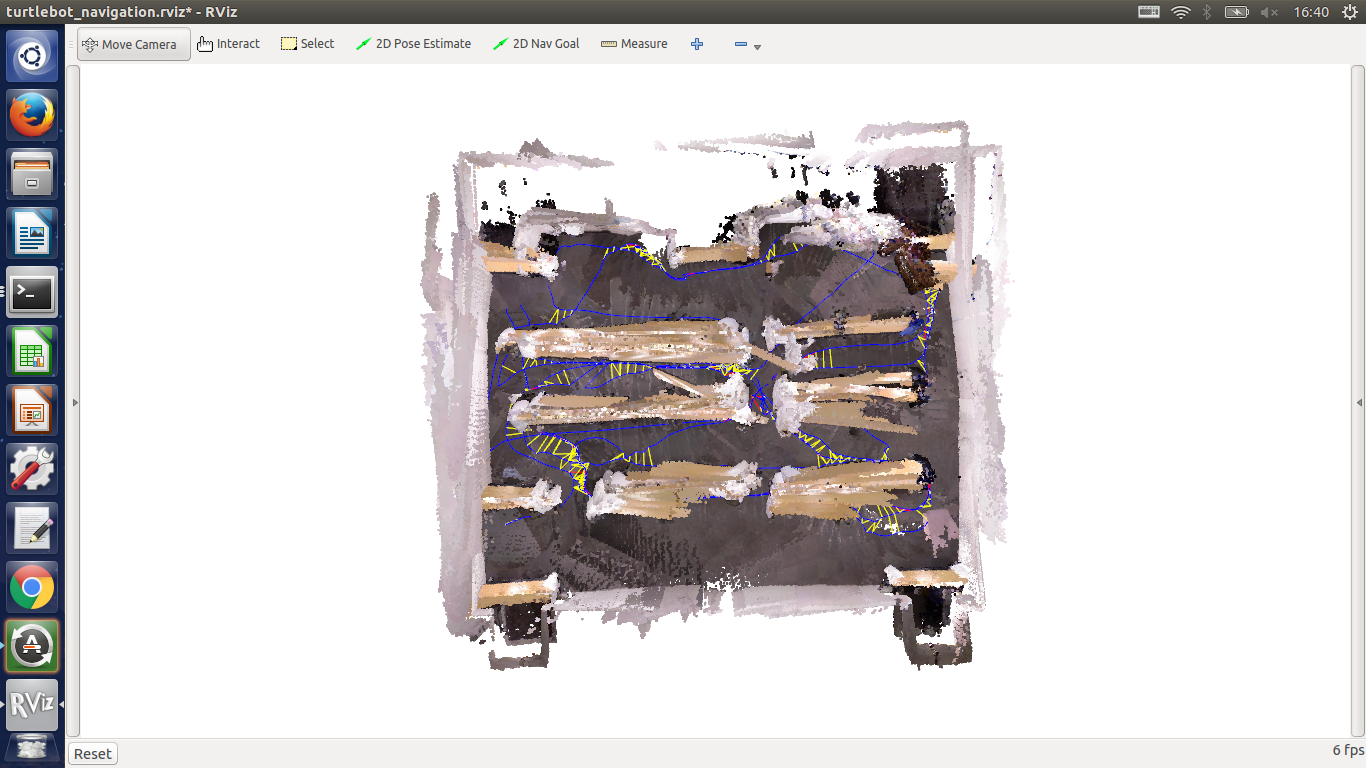 turtlebot_navigation.rviz* - RViz
16:40
Move Camera
Interact
Select
2D Pose Estimate
2D Nav Goal
Measure
RViz
Reset
6 fps